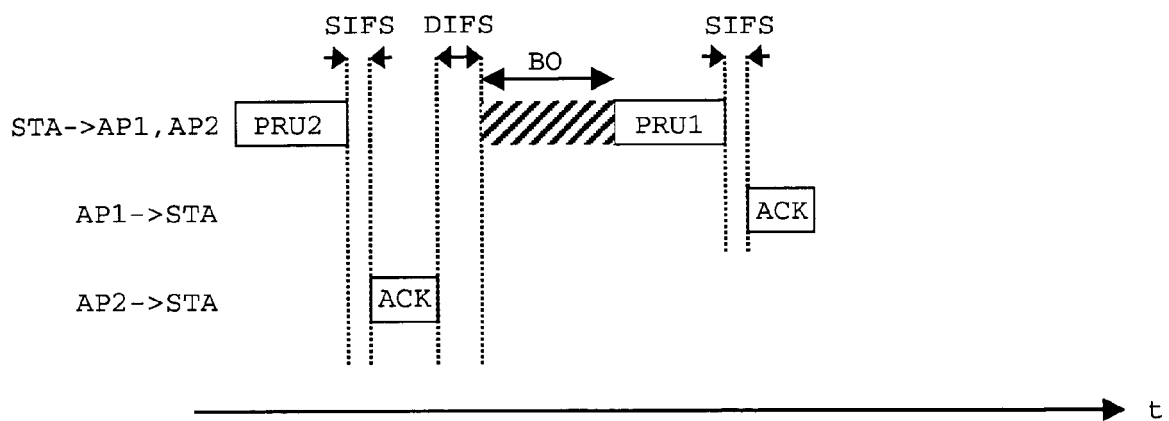 SIFS DIFS SIFS
BO
STA->AP1,AP2 PRU2 PRU1
AP1->STA ACK
AP2->STA ACK
t